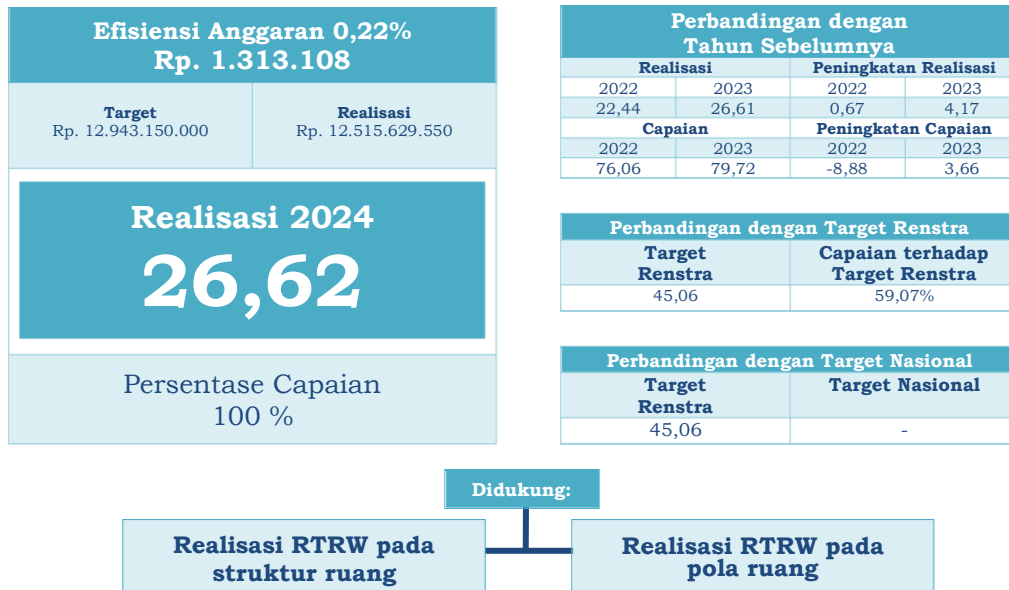 Efisiensi Anggaran 0,22%
Rp. 1.313.108
Target
Rp. 12.943.150.000
Realisasi
Rp. 12.515.629.550
Realisasi 2024
26,62
Persentase Capaian
100 %
Perbandingan dengan
Tahun Sebelumnya
Realisasi Peningkatan Realisasi
2022 2023 2022 2023
22,44 26,61 0,67 4,17
Capaian Peningkatan Capaian
2022 2023 2022 2023
76,06 79,72 -8,88 3,66
Perbandingan dengan Target Renstra
Target Capaian terhadap
Renstra Target Renstra
45,06 59,07%
Perbandingan dengan Target Nasional
Target Target Nasional
Renstra
45,06 -
Didukung:
Realisasi RTRW pada
struktur ruang
Realisasi RTRW pada
pola ruang